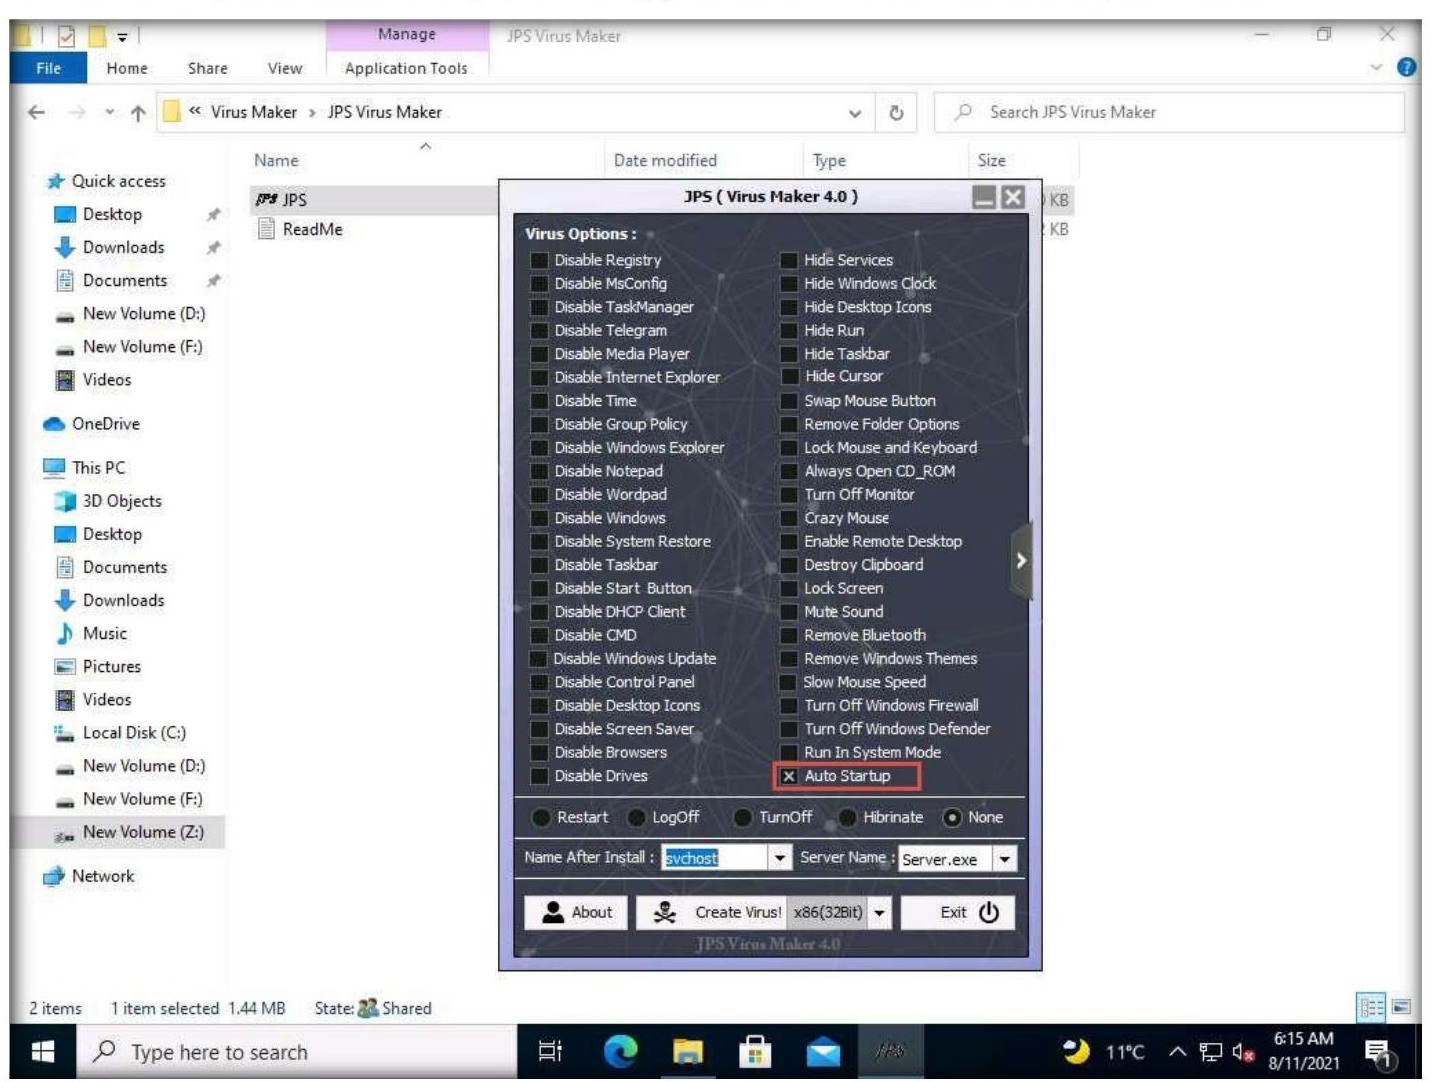 Manage
JPS Virus Maker
File Home Share View Application Tools
« Virus Maker › JPS Virus Maker
Search JPS Virus Maker
Name Date modified Type Size
Quick access
Desktop
Downloads
Documents
New Volume (D:)
New Volume (F:)
Videos
OneDrive
This PC
3D Objects
Desktop
Documents
Downloads
Music
Pictures
Videos
Local Disk (C:)
New Volume (D:)
New Volume (F:)
New Volume (Z:)
Network
JPS JPS
KB
ReadMe
KB
JPS ( Virus Maker 4.0 )
Virus Options :
Disable Registry
Disable MsConfig
Disable TaskManager
Disable Telegram
Disable Media Player
Disable Internet Explorer
Disable Time
Disable Group Policy
Disable Windows Explorer
Disable Notepad
Disable Wordpad
Disable Windows
Disable System Restore
Disable Taskbar
Disable Start Button
Disable DHCP Client
Disable CMD
Disable Windows Update
Disable Control Panel
Disable Desktop Icons
Disable Screen Saver
Disable Browsers
Disable Drives
Hide Services
Hide Windows Clock
Hide Desktop Icons
Hide Run
Hide Taskbar
Hide Cursor
Swap Mouse Button
Remove Folder Options
Lock Mouse and Keyboard
Always Open CD_ROM
Turn Off Monitor
Crazy Mouse
Enable Remote Desktop
Destroy Clipboard
Lock Screen
Mute Sound
Remove Bluetooth
Remove Windows Themes
Slow Mouse Speed
Turn Off Windows Firewall
Turn Off Windows Defender
Run In System Mode
Auto Startup
Restart LogOff TurnOff Hibrinate None
Name After Install : svchost Server Name : Server.exe
About Create Virus! x86(32Bit) Exit
JPS Virus Maker 4.0
2 items 1 item selected 1.44 MB State: Shared
Type here to search
JPS
11°C
6:15 AM
8/11/2021
1